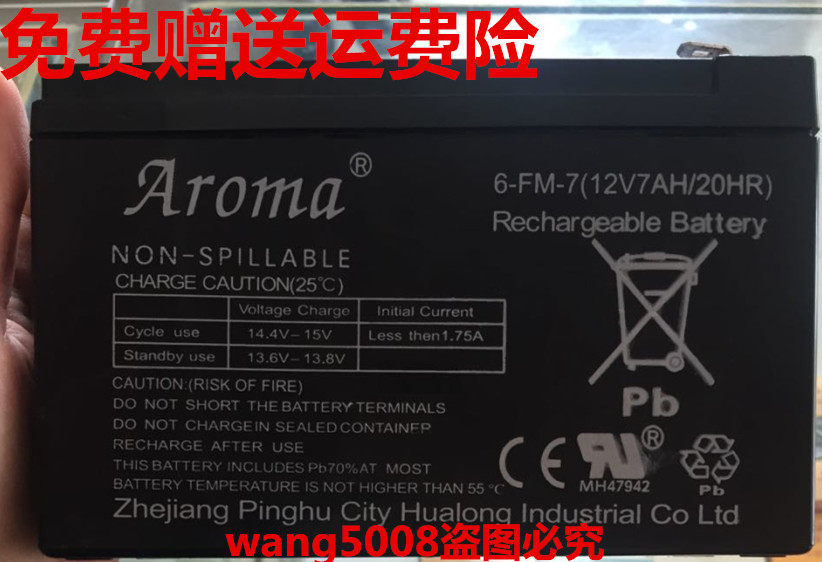 免费赠送运费险
Aroma®
6-FM-7(12V7AH/20HR)
Rechargeable Battery
NON-SPILLABLE
CHARGE CAUTION(25℃)
Voltage Charge Initial Current
Cycle use 14.4V-15V Less then1.75A
Standby use 13.6V-13.8V
CAUTION:(RISK OF FIRE)
DO NOT SHORT THE BATTERY TERMINALS
DO NOT CHARGEIN SEALED CONTAINER
RECHARGE AFTER USE
THIS BATTERY INCLUDES Pb70%AT MOST
BATTERY TEMPERATURE IS NOT HIGHER THAN 55℃
Pb
CE
RU®
MH47942
Pb
Zhejiang Pinghu City Hualong Industrial Co Ltd
wang5008盗图必究